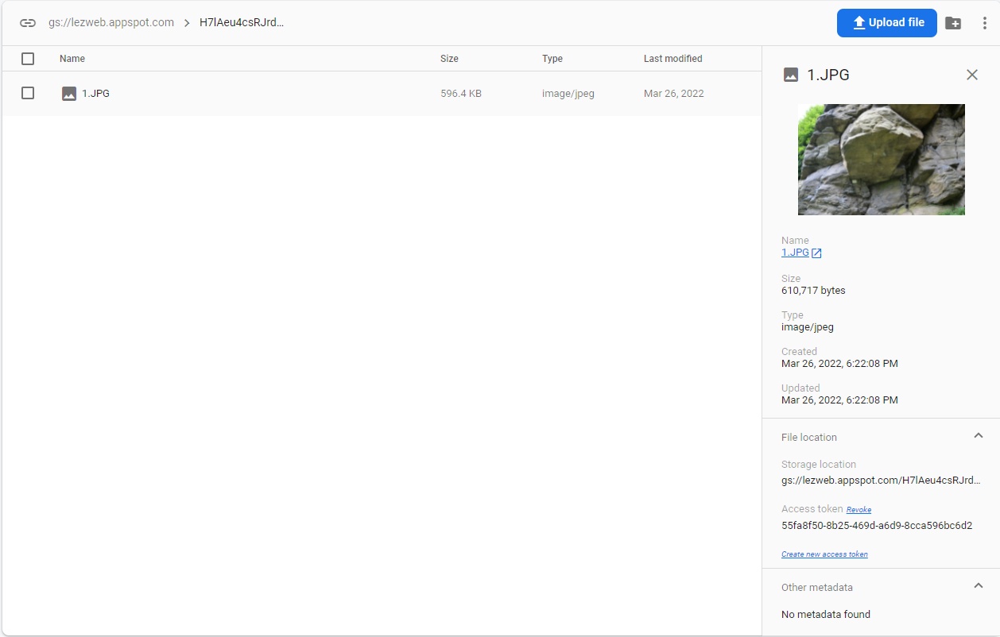 gs://lezweb.appspot.com > H7lAeu4csRJrd...
Upload file
Name Size Type Last modified
1.JPG 596.4 KB image/jpeg Mar 26, 2022
1.JPG
Name
1.JPG
Size
610,717 bytes
Type
image/jpeg
Created
Mar 26, 2022, 6:22:08 PM
Updated
Mar 26, 2022, 6:22:08 PM
File location
Storage location
gs://lezweb.appspot.com/H7lAeu4csRJrd...
Access token Revoke
55fa8f50-8b25-469d-a6d9-8cca596bc6d2
Create new access token
Other metadata
No metadata found